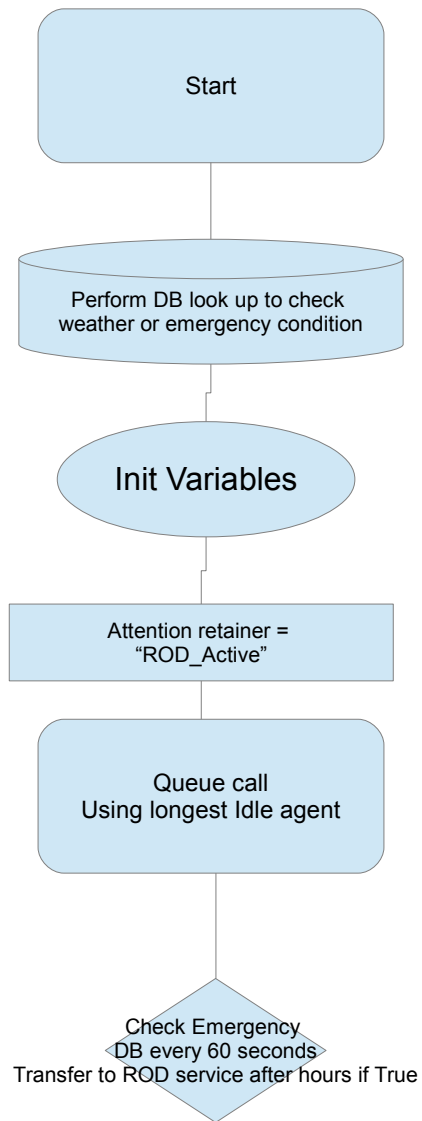 Start
Perform DB look up to check
weather or emergency condition
Init Variables
Attention retainer =
“ROD_Active”
Queue call
Using longest Idle agent
Check Emergency
DB every 60 seconds
Transfer to ROD service after hours if True